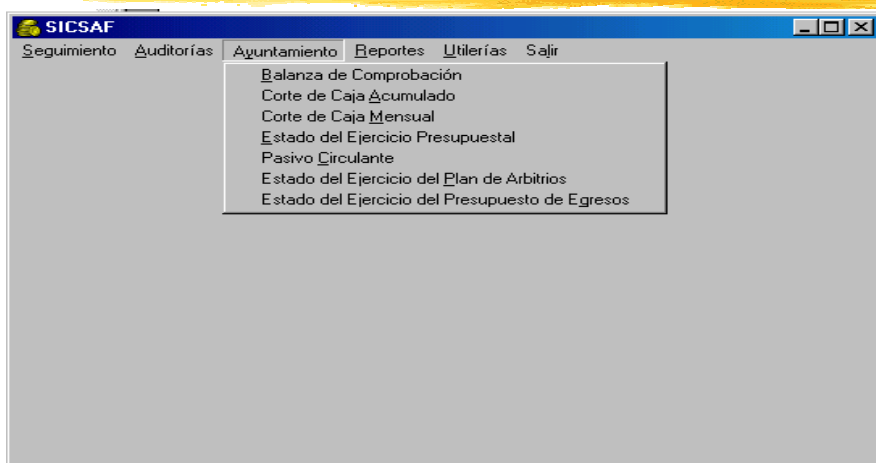 SICSAF
Seguimiento Auditorías Ayuntamiento Reportes Utilerías Salir
Balanza de Comprobación
Corte de Caja Acumulado
Corte de Caja Mensual
Estado del Ejercicio Presupuestal
Pasivo Circulante
Estado del Ejercicio del Plan de Arbitrios
Estado del Ejercicio del Presupuesto de Egresos